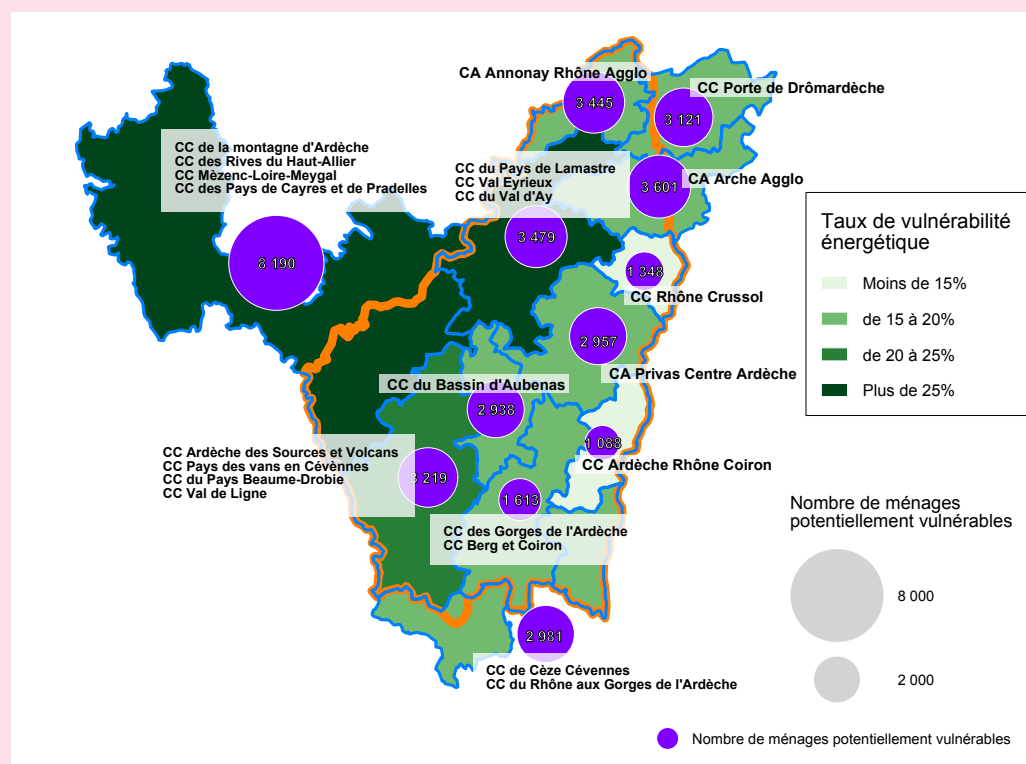 CA Annonay Rhône Agglo
3 445
CC Porte de Drômardèche
3 121
CC de la montagne d'Ardèche
CC des Rives du Haut-Allier
CC Mèzenc-Loire-Meygal
CC des Pays de Cayres et de Pradelles
8 190
CC du Pays de Lamastre
CC Val Eyrieux
CC du Val d'Ay
3 479
CA Arche Agglo
3 601
1 348
CC Rhône Crussol
2 957
CA Privas Centre Ardèche
CC du Bassin d'Aubenas
2 938
1 088
CC Ardèche Rhône Coiron
CC Ardèche des Sources et Volcans
CC Pays des vans en Cévènnes
CC du Pays Beaume-Drobie
CC Val de Ligne
3 219
1 613
CC des Gorges de l'Ardèche
CC Berg et Coiron
2 981
CC de Cèze Cévennes
CC du Rhône aux Gorges de l'Ardèche
Taux de vulnérabilité
énergétique
Moins de 15%
de 15 à 20%
de 20 à 25%
Plus de 25%
Nombre de ménages
potentiellement vulnérables
8 000
2 000
Nombre de ménages potentiellement vulnérables